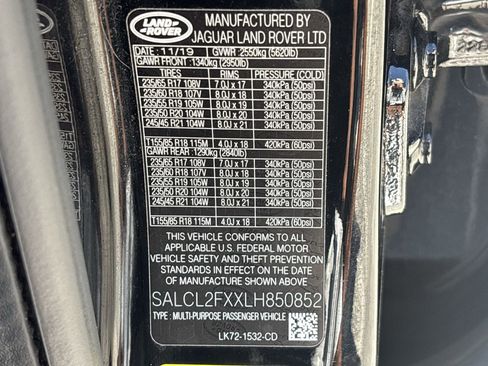 LAND ROVER
MANUFACTURED BY
JAGUAR LAND ROVER LTD
DATE : 11/19 GVWR :2550kg (5620lb)
GAWR FRONT :1340kg (2950lb)
TIRES RIMS PRESSURE (COLD)
235/65 R17 108V 7.0J x 17 340kPa (50psi)
235/60 R18 107V 8.0J x 18 340kPa (50psi)
235/55 R19 105W 8.0J x 19 340kPa (50psi)
235/50 R20 104W 8.0J x 20 340kPa (50psi)
245/45 R21 104W 8.0J x 21 340kPa (50psi)
T155/85 R18 115M 4.0J x 18 420kPa (60psi)
GAWR REAR :1290kg (2840lb)
235/65 R17 108V 7.0J x 17 340kPa (50psi)
235/60 R18 107V 8.0J x 18 340kPa (50psi)
235/55 R19 105W 8.0J x 19 340kPa (50psi)
235/50 R20 104W 8.0J x 20 340kPa (50psi)
245/45 R21 104W 8.0J x 21 340kPa (50psi)
T155/85 R18 115M 4.0J x 18 420kPa (60psi)
THIS VEHICLE CONFORMS TO ALL
APPLICABLE U.S. FEDERAL MOTOR
VEHICLE SAFETY STANDARDS IN
EFFECT ON THE DATE OF
MANUFACTURE SHOWN ABOVE.
SALCL2FXXLH850852
TYPE : MULTI-PURPOSE PASSENGER VEHICLE
LK72-1532-CD